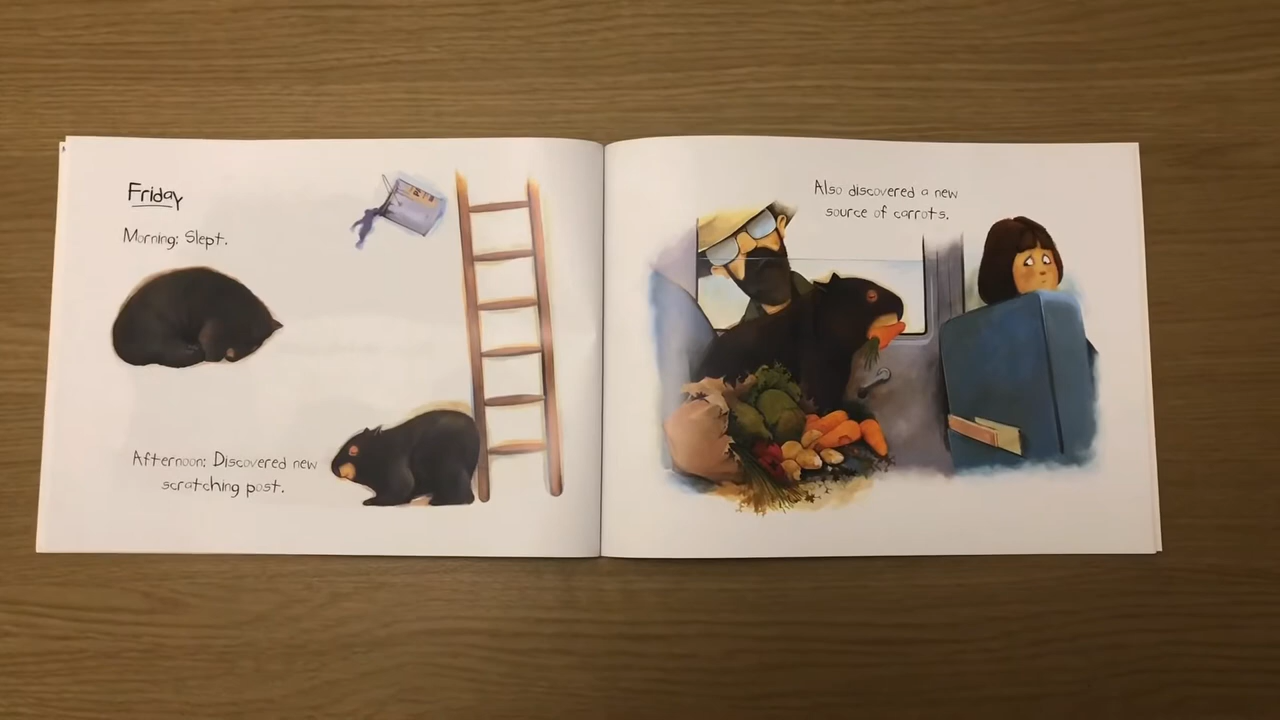 Friday
Morning: Slept.
Afternoon: Discovered new
scratching post.
Also discovered a new
source of carrots.